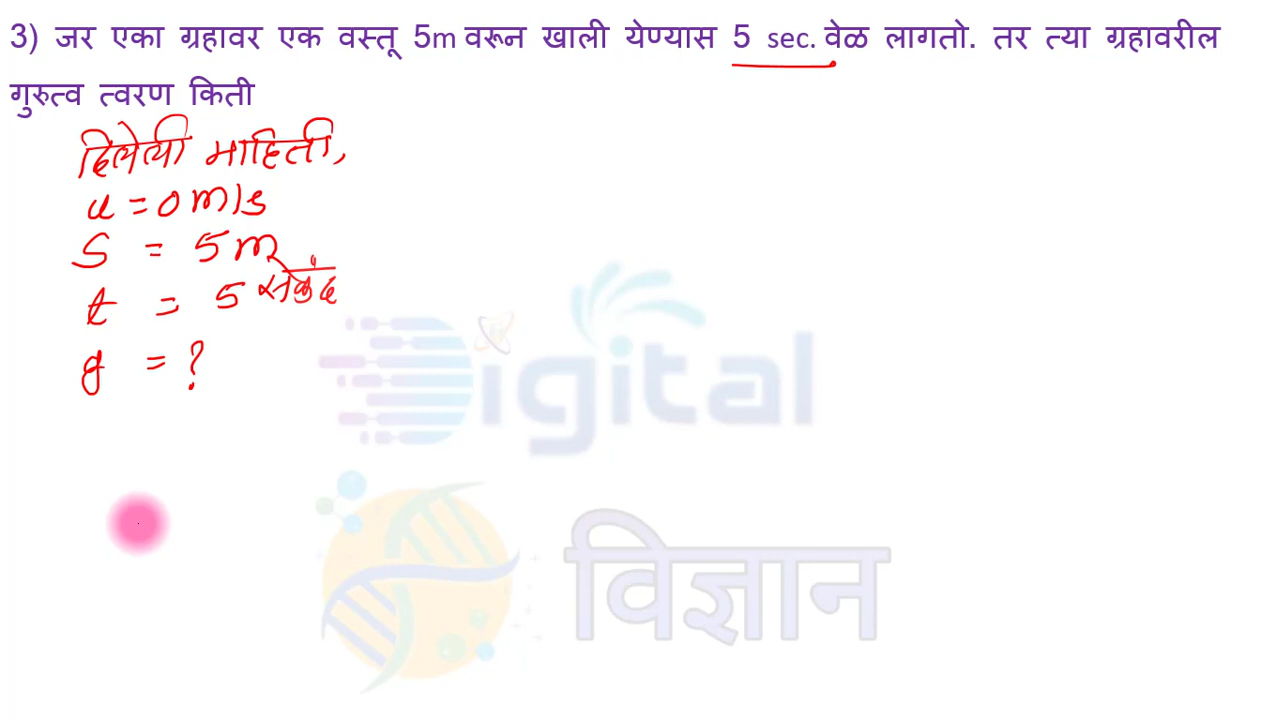 3) जर एका ग्रहावर एक वस्तू 5m वरून खाली येण्यास 5 sec. वेळ लागतो. तर त्या ग्रहावरील
गुरुत्व त्वरण किती
दिलेली माहिती,
u = 0 m/s
S = 5 m
t = 5 सेकंद
g = ?
Digital
विज्ञान